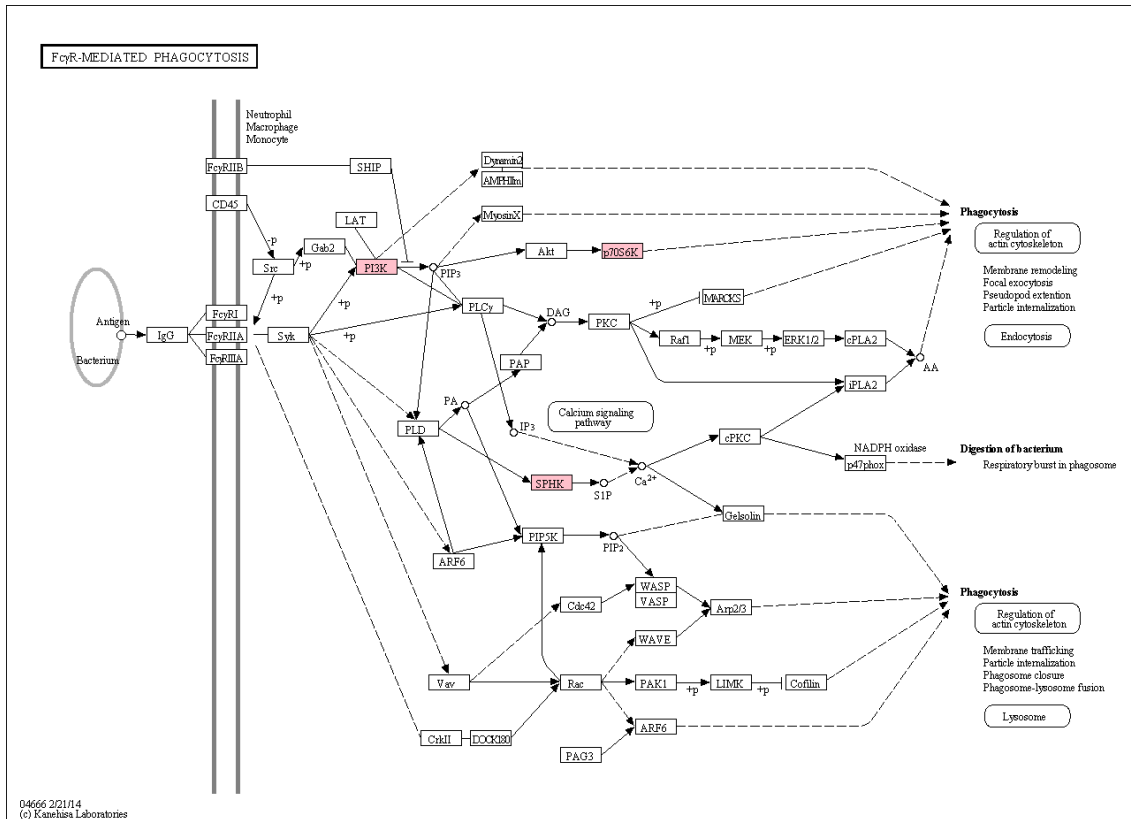 FcγR-MEDIATED PHAGOCYTOSIS
Neutrophil
Macrophage
Monocyte
FcγRIIB
SHIP
Dynamin2
AMPHIIm
CD45
LAT
MyosinX
Phagocytosis
Regulation of
actin cytoskeleton
-p
Gab2
Src
+p
PI3K
PIP3
Akt
p70S6K
Membrane remodeling
Focal exocytosis
Pseudopod extention
Particle internalization
+p
+p
PLCγ
DAG
+p
MARCKS
Antigen
IgG
FcγRI
FcγRIIA
FcγRIIIA
Syk
+p
PKC
Raf1
+p
MEK
+p
ERK1/2
cPLA2
Endocytosis
Bacterium
PAP
AA
iPLA2
PA
PLD
IP3
Calcium signaling
pathway
cPKC
NADPH oxidase
p47phox
Digestion of bacterium
Respiratory burst in phagosome
SPHK
S1P
Ca2+
Gelsolin
PIP5K
PIP2
ARF6
WASP
VASP
Cdc42
Arp2/3
Phagocytosis
Regulation of
actin cytoskeleton
WAVE
Membrane trafficking
Particle internalization
Phagosome closure
Phagosome-lysosome fusion
Vav
Rac
PAK1
+p
LIMK
+p
Cofilin
Lysosome
CrkII
DOCK180
ARF6
PAG3
04666 2/21/14
(c) Kanehisa Laboratories